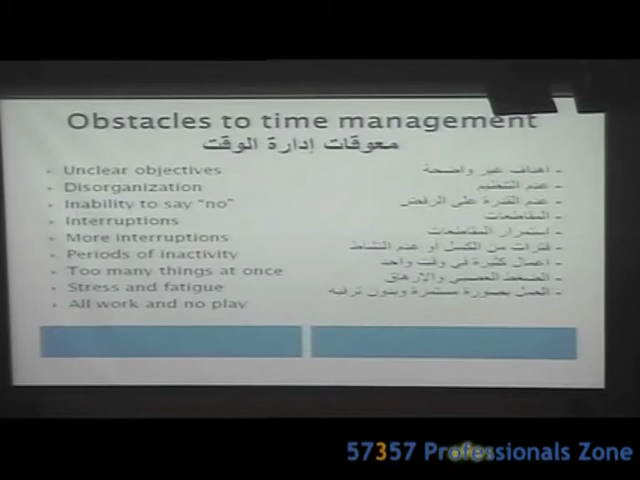 Obstacles to time management
معوقات إدارة الوقت
Unclear objectives
Disorganization
Inability to say "no"
Interruptions
More interruptions
Periods of inactivity
Too many things at once
Stress and fatigue
All work and no play
- اهداف غير واضحة
- عدم التنظيم
- عدم القدرة على الرفض
- المقاطعات
- استمرار المقاطعات
- فترات من الكسل او عدم النشاط
- اعمال كثيرة في وقت واحد
- الضغط العصبي والارهاق
- العمل بصورة مستمرة وبدون ترفيه
57357 Professionals Zone